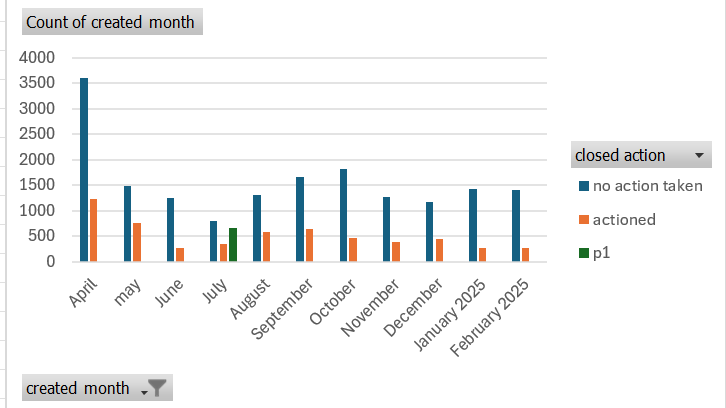 Count of created month
4000
3500
3000
2500
2000
1500
1000
500
0
April
may
June
July
August
September
October
November
December
January 2025
February 2025
closed action
no action taken
actioned
p1
created month